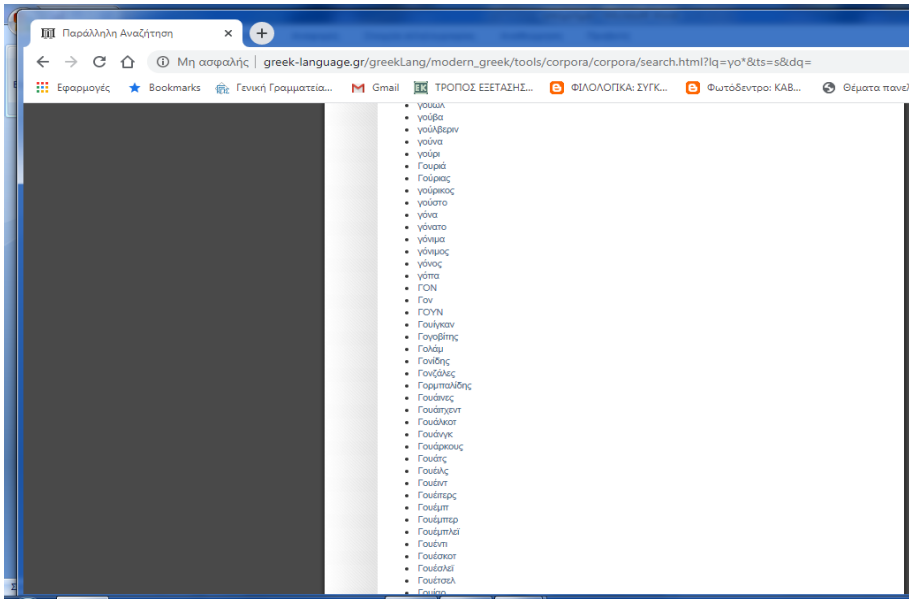 Παράλληλη Αναζήτηση
Μη ασφαλής | greek-language.gr/greekLang/modern_greek/tools/corpora/corpora/search.html?lq=γο*&ts=s&dq=
Εφαρμογές Bookmarks Γενική Γραμματεία... Gmail ΤΡΟΠΟΣ ΕΞΕΤΑΣΗΣ... ΦΙΛΟΛΟΓΙΚΑ: ΣΥΓΚ... Φωτόδεντρο: ΚΑΒ... Θέματα πανελ
γούβα
γούλβεριν
γούνα
γούρι
Γουριά
Γούριας
γούρικος
γούστο
γόνα
γόνατο
γόνιμα
γόνιμος
γόνος
γόπα
ΓΟΝ
Γον
ΓΟΥΝ
Γουίγκαν
Γογοβίτης
Γολάμ
Γονίδης
Γονζάλες
Γορμπαλίδης
Γουάινες
Γουάιτχεντ
Γουάλκοτ
Γουάνγκ
Γουάρκους
Γουάτς
Γουέιλς
Γουέιντ
Γουέιτερς
Γουέμπ
Γουέμπερ
Γουέμπλεϊ
Γουέντι
Γουέσκοτ
Γουέσλεϊ
Γουέτσελ